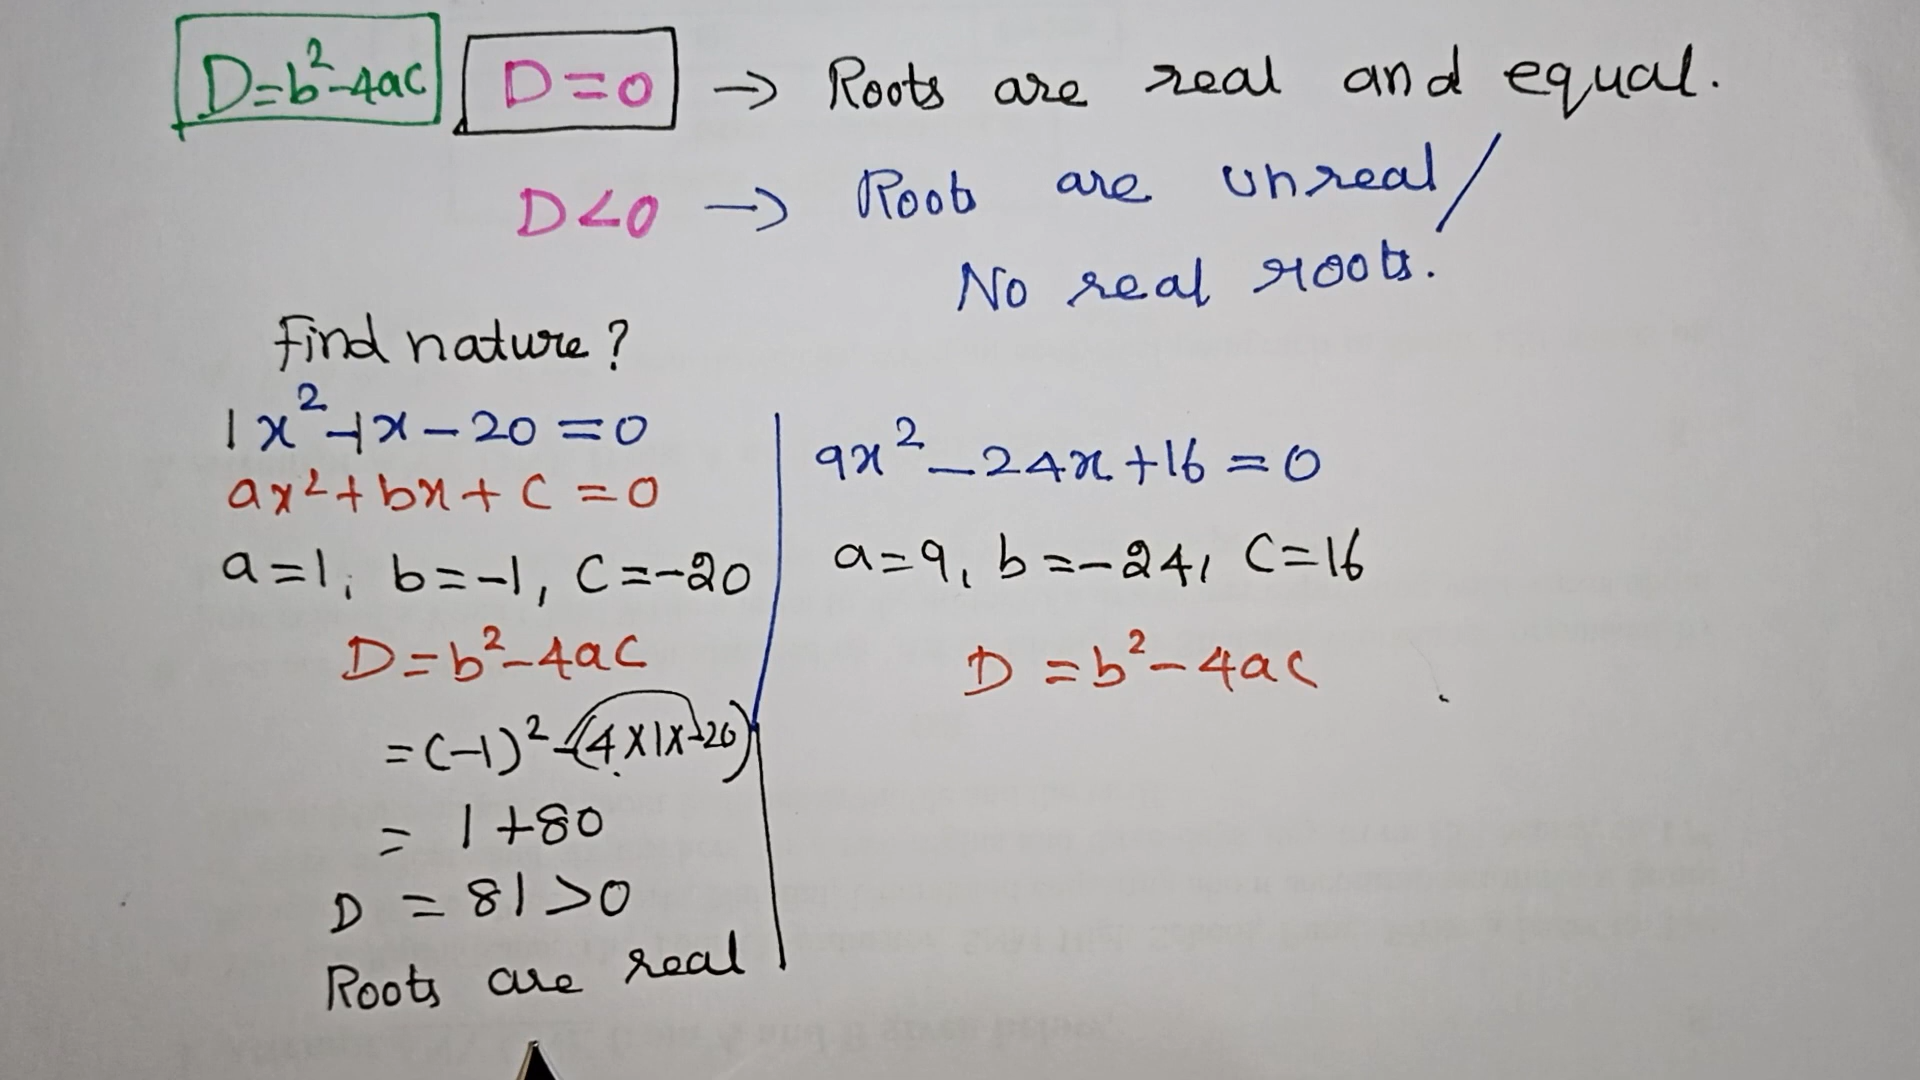 D=b²-4ac D=0 → Roots are real and equal.
D<0 → Roots are unreal/
No real roots.
Find nature?
1x²-1x-20=0
ax²+bx+c=0
a=1, b=-1, c=-20
D=b²-4ac
=(-1)²-(4x1x-20)
= 1+80
D = 81>0
Roots are real
9x²-24x+16=0
a=9, b=-24, c=16
D =b²-4ac